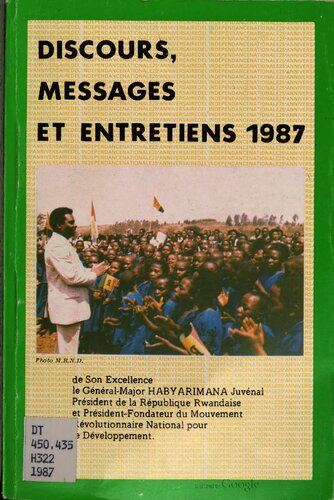 DISCOURS,
MESSAGES
ET ENTRETIENS 1987
Photo M.R.N.D.
de Son Excellence
le Général-Major HABYARIMANA Juvénal
Président de la République Rwandaise
et Président-Fondateur du Mouvement
Révolutionnaire National pour
e Développement.
DT
450.435
H322
1987
Google